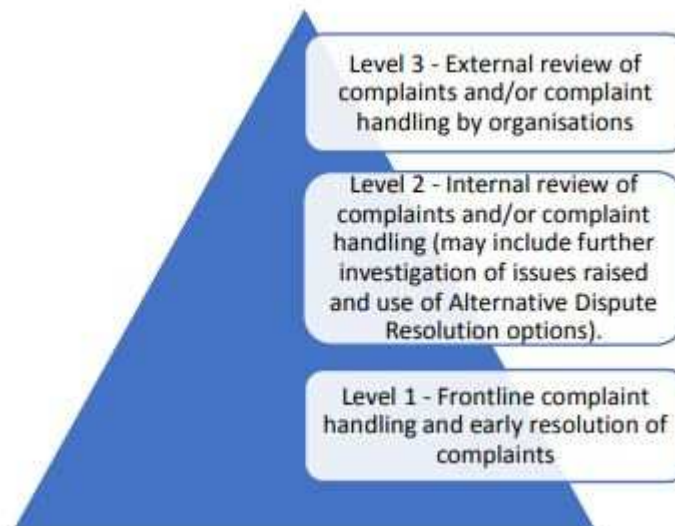 Level 3 - External review of
complaints and/or complaint
handling by organisations
Level 2 - Internal review of
complaints and/or complaint
handling (may include further
investigation of issues raised
and use of Alternative Dispute
Resolution options).
Level 1 - Frontline complaint
handling and early resolution of
complaints